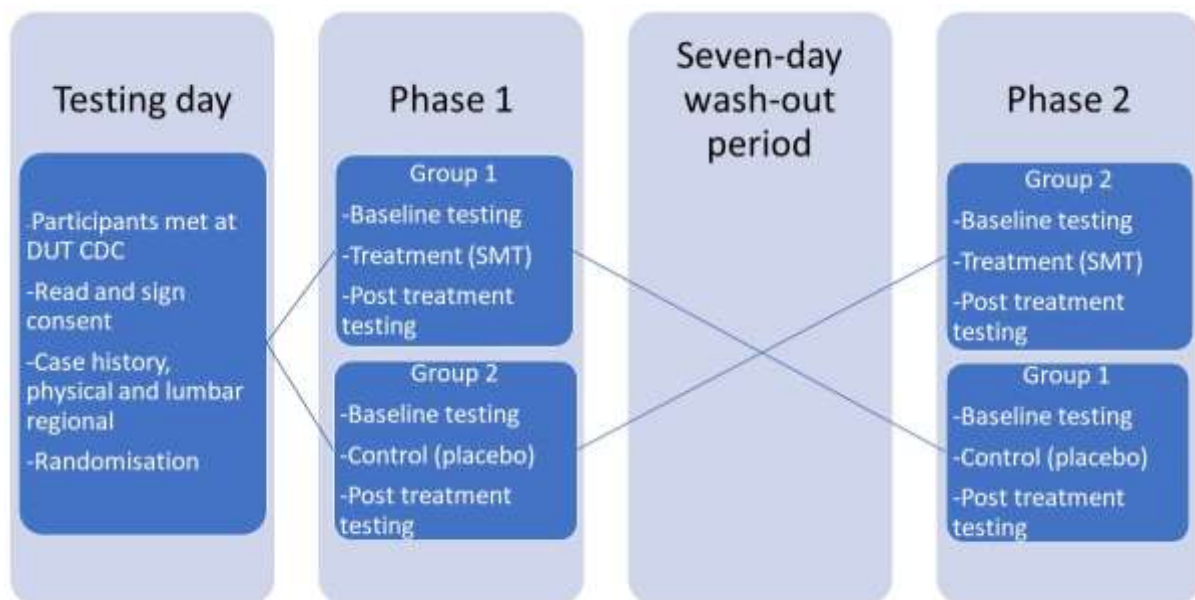 Testing day
-Participants met at
DUT CDC
-Read and sign
consent
-Case history,
physical and lumbar
regional
-Randomisation
Phase 1
Group 1
-Baseline testing
-Treatment (SMT)
-Post treatment
testing
Group 2
-Baseline testing
-Control (placebo)
-Post treatment
testing
Seven-day
wash-out
period
Phase 2
Group 2
-Baseline testing
-Treatment (SMT)
-Post treatment
testing
Group 1
-Baseline testing
-Control (placebo)
-Post treatment
testing